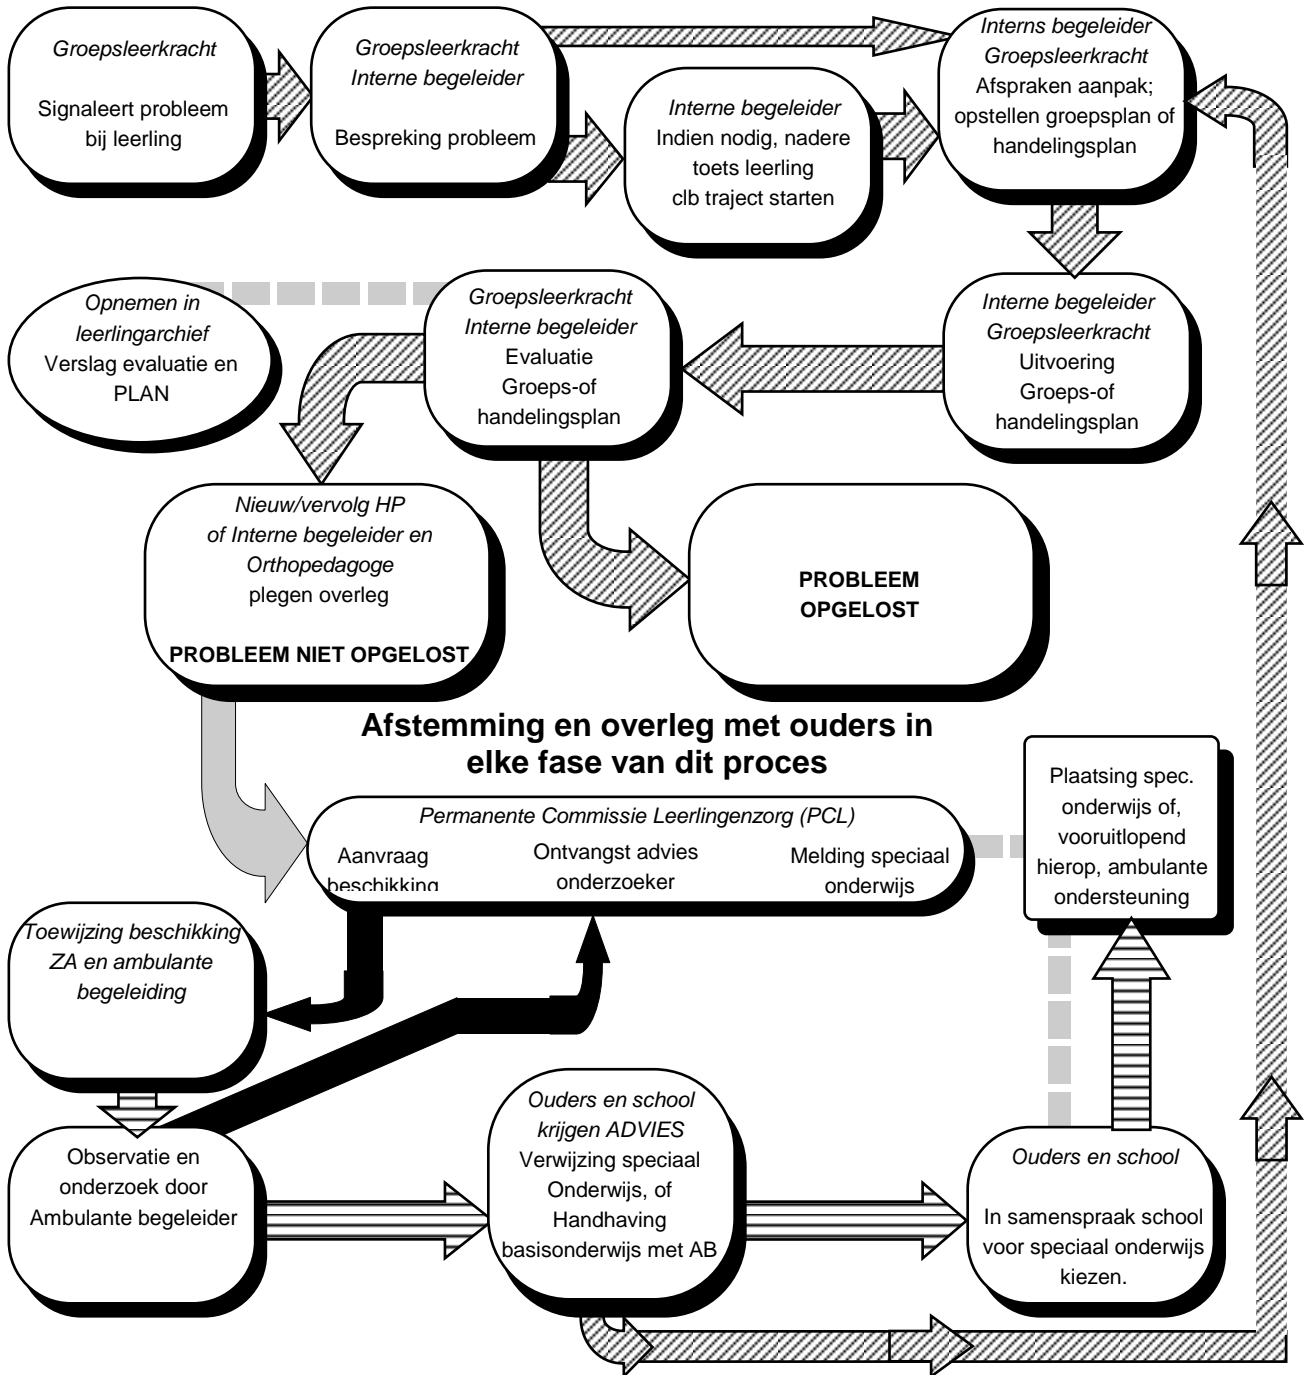 Groepsleerkracht
Signaleert probleem
bij leerling
Groepsleerkracht
Interne begeleider
Bespreking probleem
Interne begeleider
Indien nodig, nadere
toets leerling
clb traject starten
Interns begeleider
Groepsleerkracht
Afspraken aanpak;
opstellen groepsplan of
handelingsplan
Opnemen in
leerlingarchief
Verslag evaluatie en
PLAN
Groepsleerkracht
Interne begeleider
Evaluatie
Groeps-of
handelingsplan
Interne begeleider
Groepsleerkracht
Uitvoering
Groeps-of
handelingsplan
Nieuw/vervolg HP
of Interne begeleider en
Orthopedagoge
plegen overleg
PROBLEEM NIET OPGELOST
PROBLEEM
OPGELOST
Afstemming en overleg met ouders in
elke fase van dit proces
Permanente Commissie Leerlingenzorg (PCL)
Aanvraag
beschikking
Ontvangst advies
onderzoeker
Melding speciaal
onderwijs
Plaatsing spec.
onderwijs of,
vooruitlopend
hierop, ambulante
ondersteuning
Toewijzing beschikking
ZA en ambulante
begeleiding
Observatie en
onderzoek door
Ambulante begeleider
Ouders en school
krijgen ADVIES
Verwijzing speciaal
Onderwijs, of
Handhaving
basisonderwijs met AB
Ouders en school
In samenspraak school
voor speciaal onderwijs
kiezen.